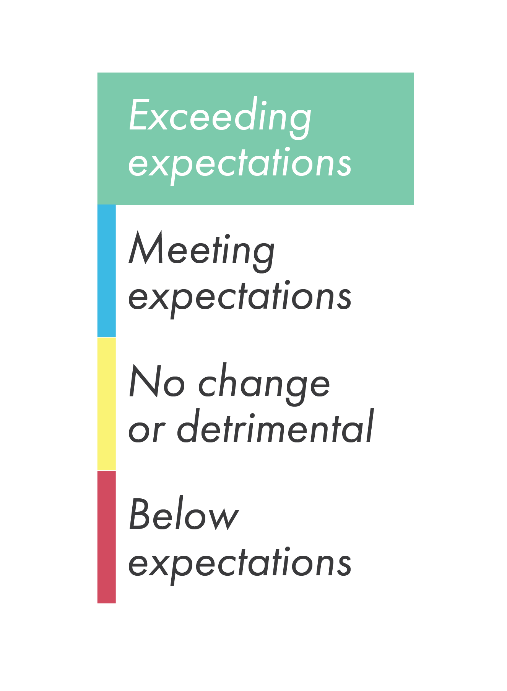 Exceeding
expectations
Meeting
expectations
No change
or detrimental
Below
expectations